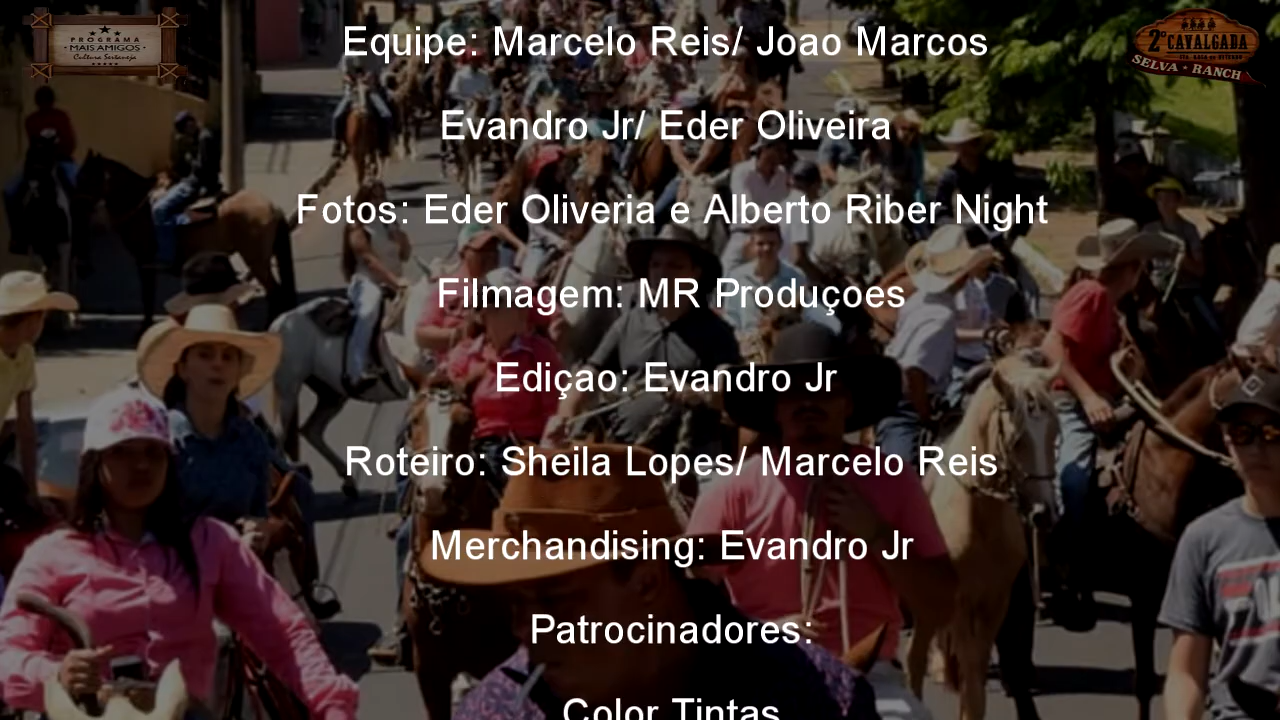 PROGRAMA
MAIS AMIGOS
Cultura Sertaneja
2ª CAVALGADA
SELVA • RANCH
Equipe: Marcelo Reis/ Joao Marcos
Evandro Jr/ Eder Oliveira
Fotos: Eder Oliveria e Alberto Riber Night
Filmagem: MR Produçoes
Ediçao: Evandro Jr
Roteiro: Sheila Lopes/ Marcelo Reis
Merchandising: Evandro Jr
Patrocinadores:
Color Tintas